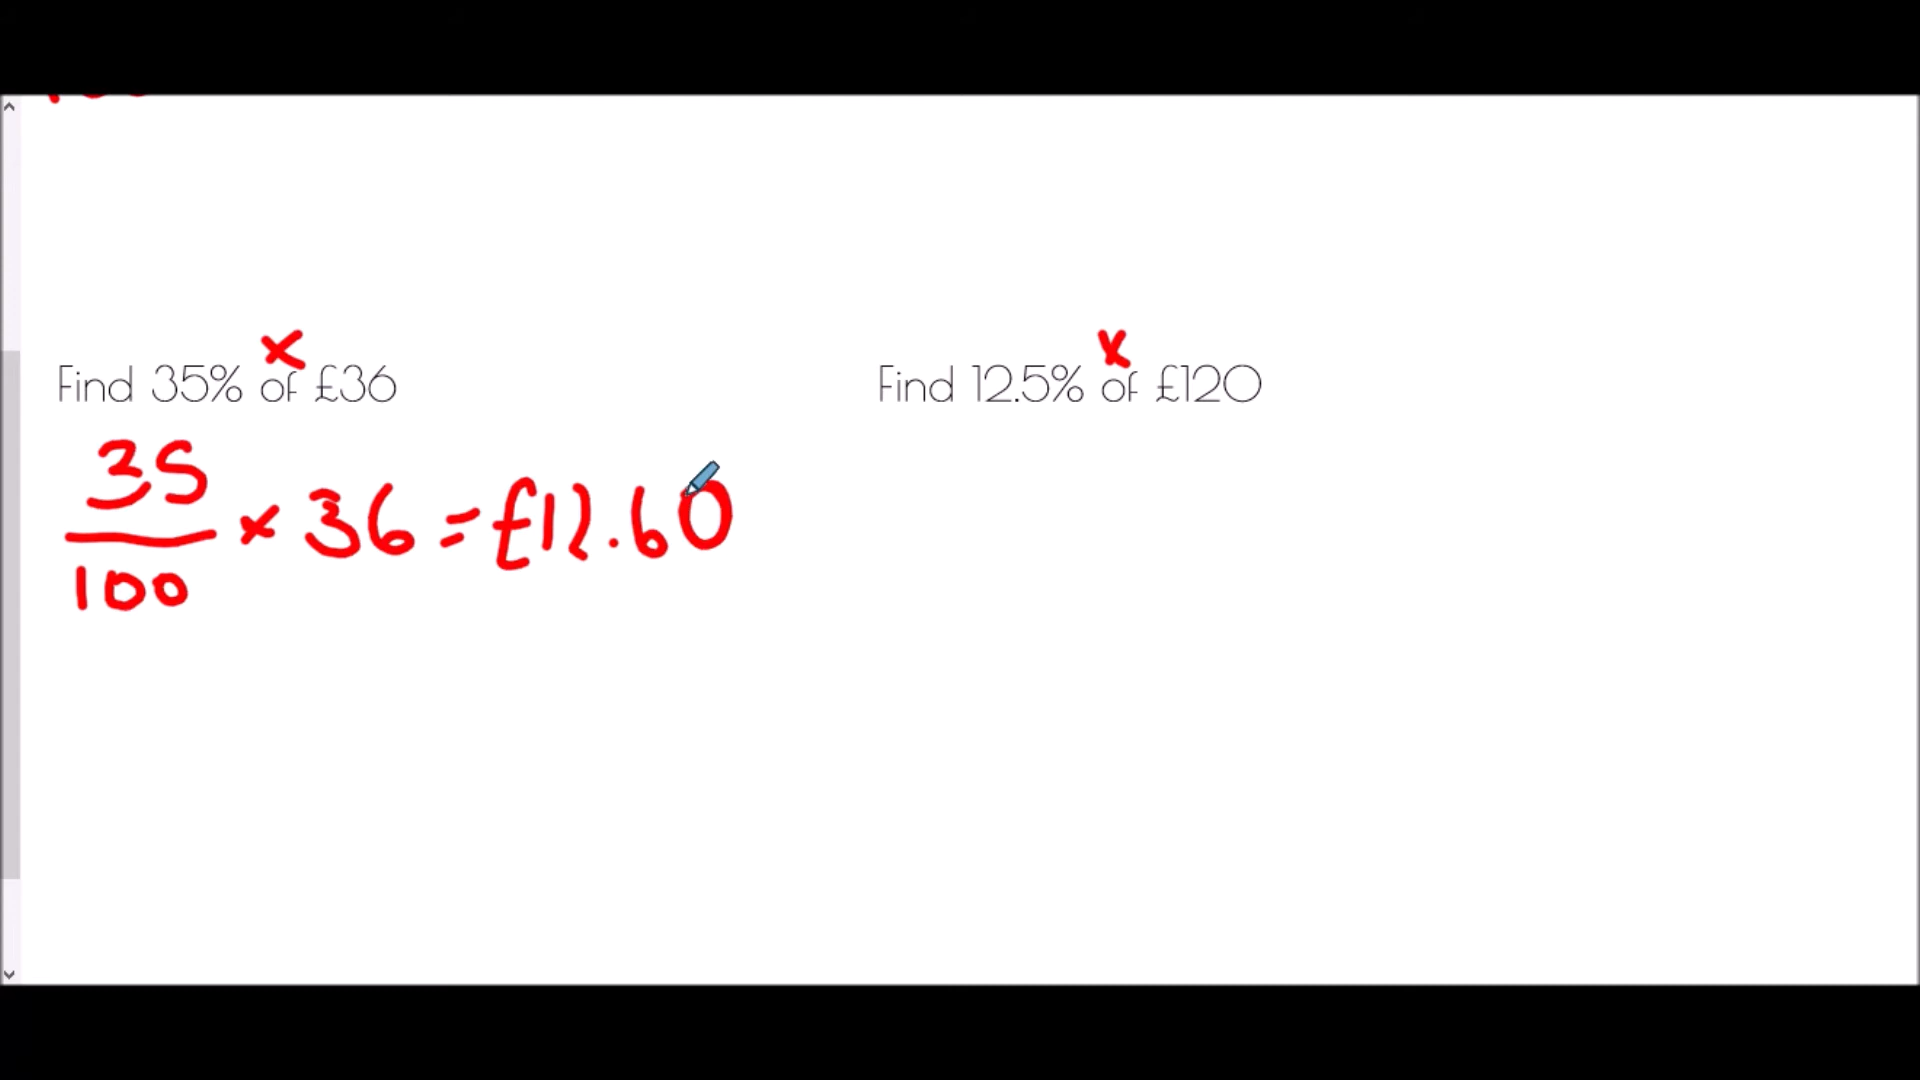 x x
Find 35% of £36 Find 12.5% of £120
35
100 × 36 = £12.60